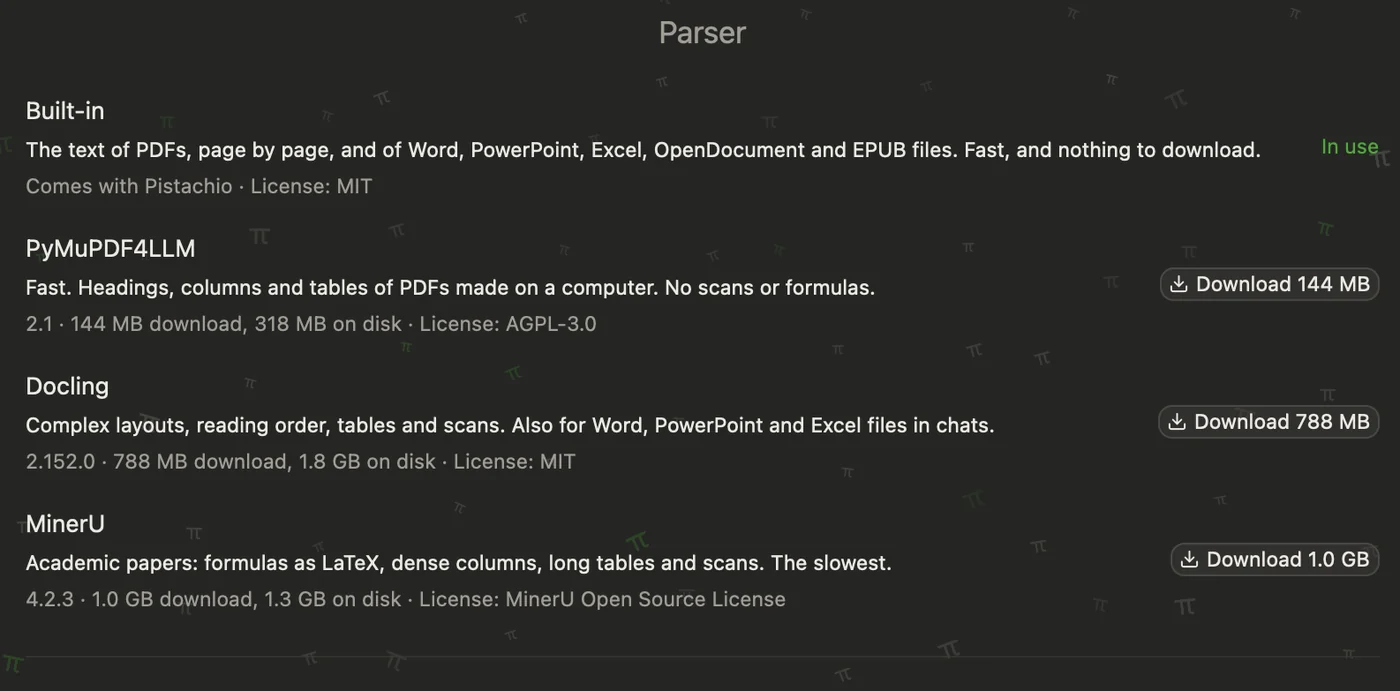 Parser
Built-in
The text of PDFs, page by page, and of Word, PowerPoint, Excel, OpenDocument and EPUB files. Fast, and nothing to download.
In use
Comes with Pistachio · License: MIT
PyMuPDF4LLM
Fast. Headings, columns and tables of PDFs made on a computer. No scans or formulas.
Download 144 MB
2.1 · 144 MB download, 318 MB on disk · License: AGPL-3.0
Docling
Complex layouts, reading order, tables and scans. Also for Word, PowerPoint and Excel files in chats.
Download 788 MB
2.152.0 · 788 MB download, 1.8 GB on disk · License: MIT
MinerU
Academic papers: formulas as LaTeX, dense columns, long tables and scans. The slowest.
Download 1.0 GB
4.2.3 · 1.0 GB download, 1.3 GB on disk · License: MinerU Open Source License